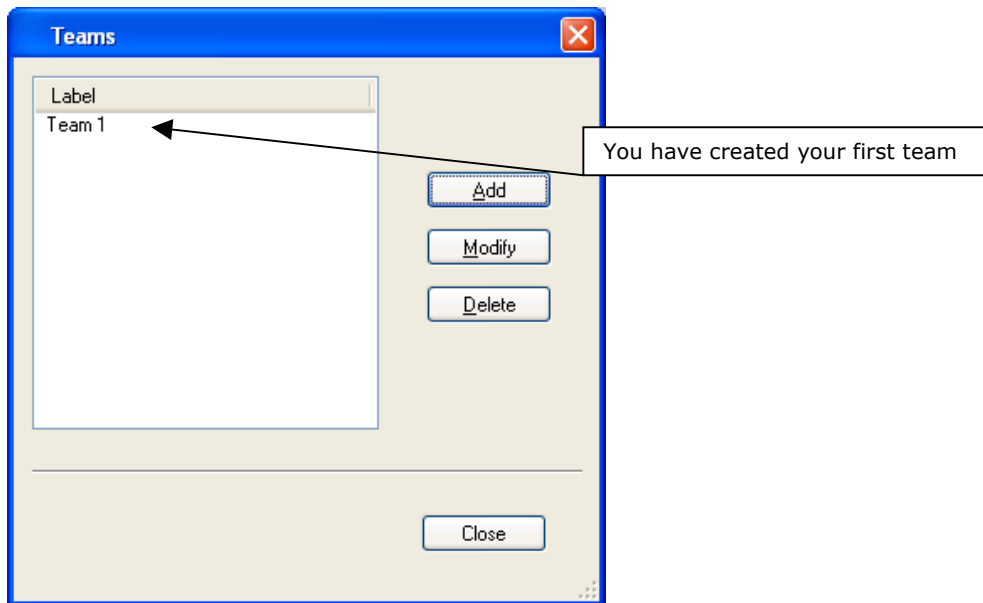 Teams
Label
Team 1
You have created your first team
Add
Modify
Delete
Close